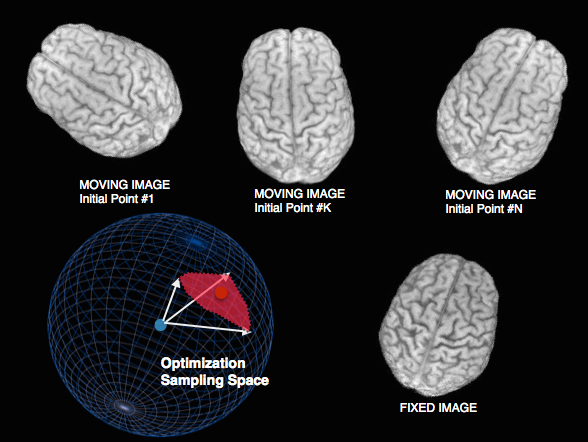 MOVING IMAGE
Initial Point #1
MOVING IMAGE
Initial Point #K
MOVING IMAGE
Initial Point #N
Optimization
Sampling Space
FIXED IMAGE